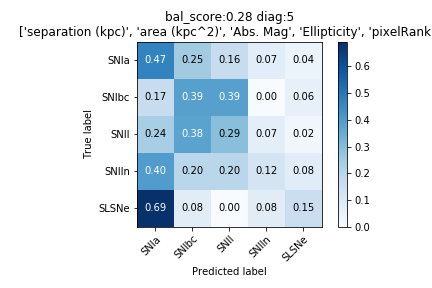 bal_score:0.28 diag:5
['separation (kpc)', 'area (kpc^2)', 'Abs. Mag', 'Ellipticity', 'pixelRank
SNIa 0.47 0.25 0.16 0.07 0.04
SNIbc 0.17 0.39 0.39 0.00 0.06
SNII 0.24 0.38 0.29 0.07 0.02
SNIIn 0.40 0.20 0.20 0.12 0.08
SLSNe 0.69 0.08 0.00 0.08 0.15
True label
SNIa SNIbc SNII SNIIn SLSNe
Predicted label
0.6
0.5
0.4
0.3
0.2
0.1
0.0